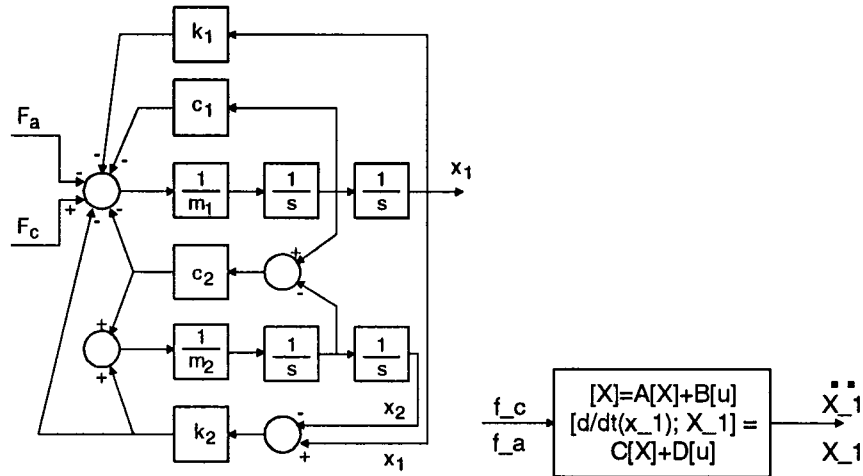 k₁
c₁
Fₐ
-
-
-
x₁
1/m₁
1/s
1/s
+
-
-
F_c
+
c₂
-
+
1/m₂
1/s
1/s
+
x₂
-
k₂
+
x₁
[X]=A[X]+B[u]
[d/dt(x_1); X_1] =
C[X]+D[u]
f_c
f_a
Ẍ_1
X_1